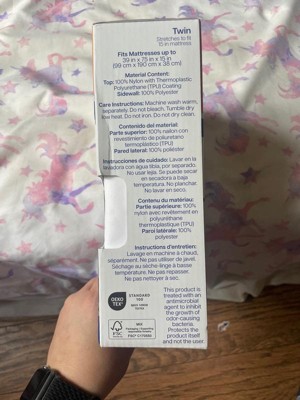 Twin
Stretches to fit
15 in mattress.
Fits Mattresses up to
39 in x 75 in x 15 in
(99 cm x 190 cm x 38 cm)
Material Content:
Top: 100% Nylon with Thermoplastic
Polyurethane (TPU) Coating
Sidewall: 100% Polyester
Care Instructions: Machine wash warm,
separately. Do not bleach. Tumble dry
low heat. Do not iron. Do not dry clean.
Contenido del material:
Parte superior: 100% nailon con
revestimiento de poliuretano
termoplástico (TPU)
Pared lateral: 100% poliéster
Instrucciones de cuidado: Lavar en la
lavadora con agua tibia, por separado.
No usar lejía. Se puede secar
en secadora a baja
temperatura. No planchar.
No lavar en seco.
Contenu du matériau:
Partie supérieure: 100%
nylon avec revêtement en
polyuréthane
thermoplastique (TPU)
Paroi latérale: 100%
polyester
Instructions d'entretien:
Lavage en machine à chaud,
séparément. Ne pas utiliser de javel.
Séchage au sèche-linge à basse
température. Ne pas repasser.
Ne pas nettoyer à sec.
OEKO
TEX®
STANDARD
100
FSC
MIX
This product is
treated with an
antimicrobial
agent to inhibit
the growth of
odor-causing
bacteria.
Protects the
product itself
and not the user.